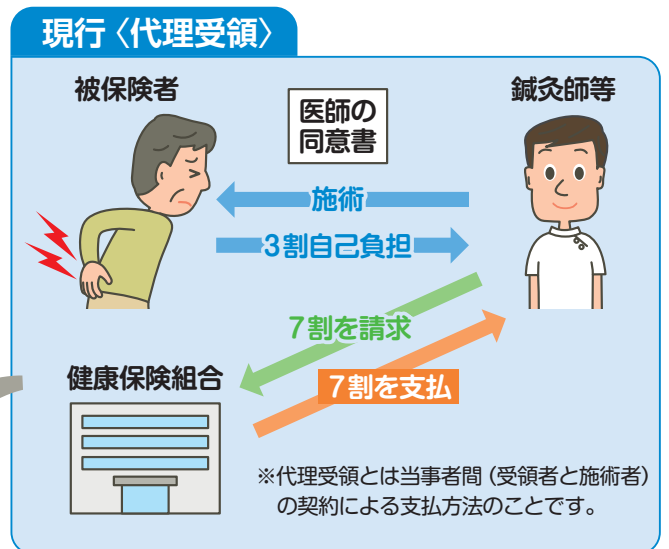 現行〈代理受領〉
被保険者
医師の
同意書
鍼灸師等
施術
3割自己負担
7割を請求
健康保険組合
7割を支払
※代理受領とは当事者間（受領者と施術者）
の契約による支払方法のことです。